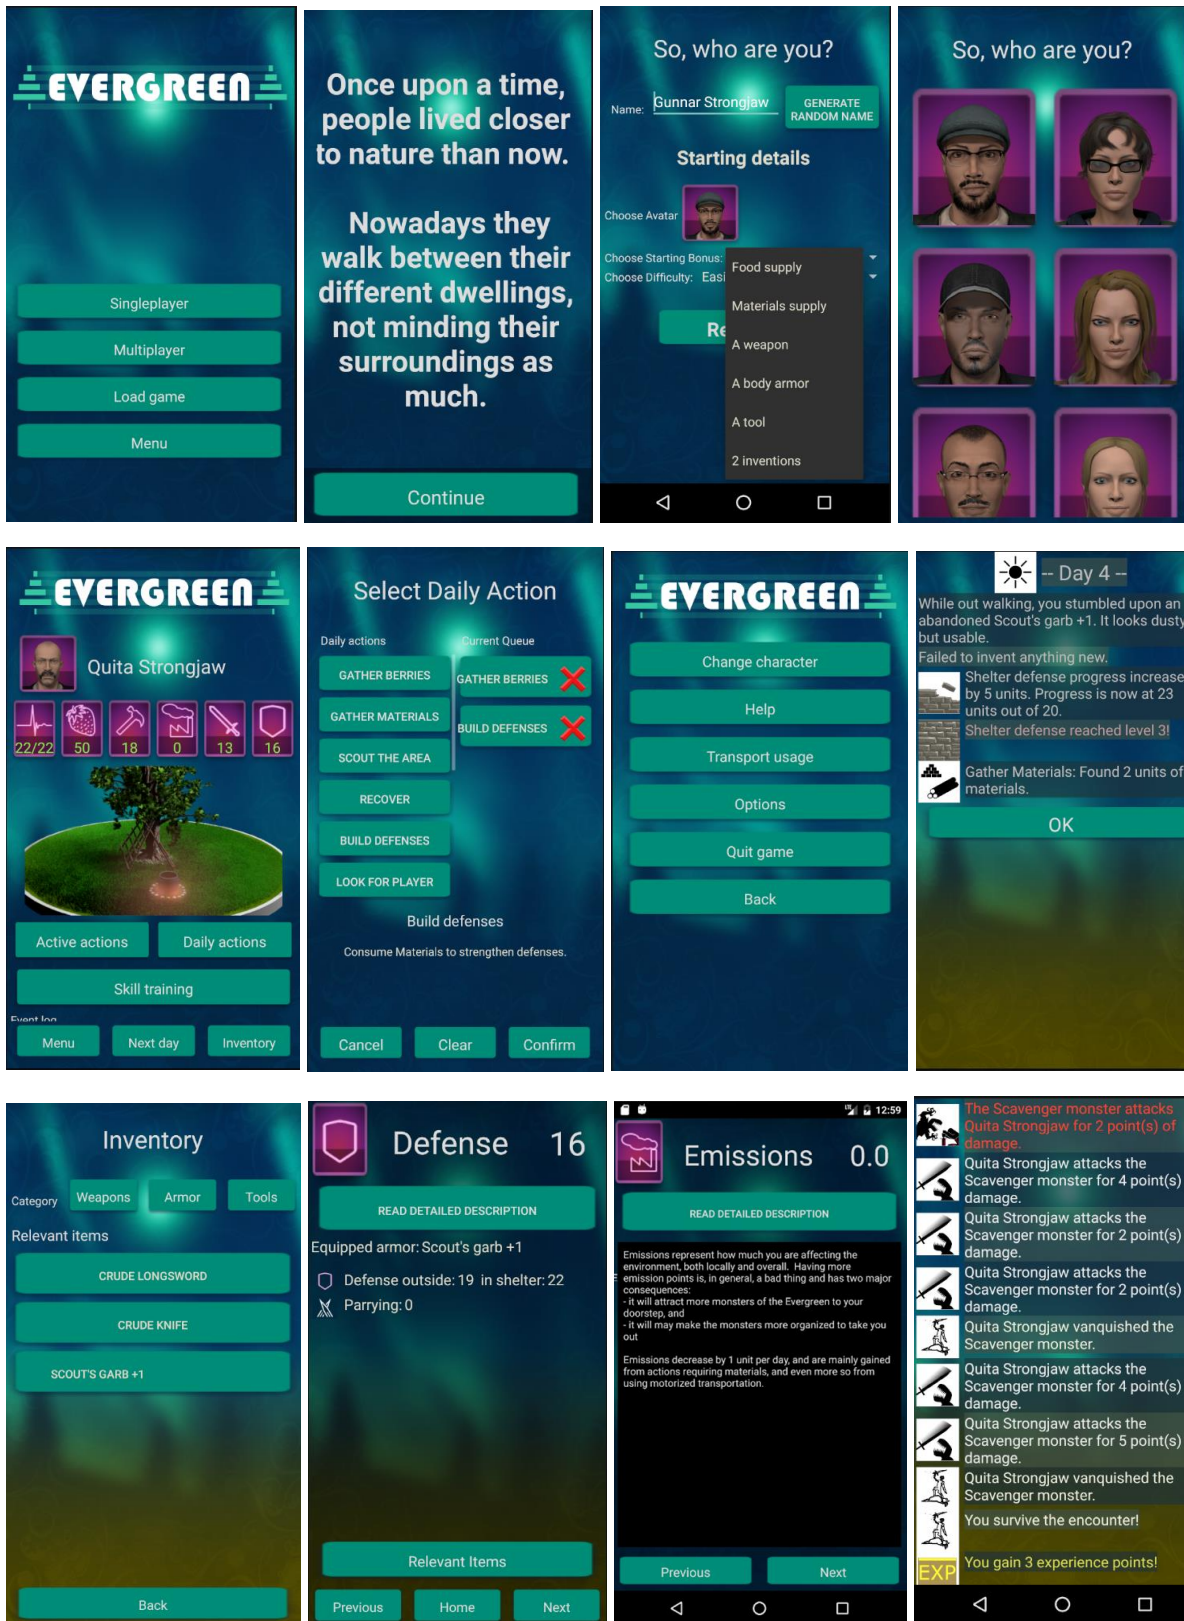 EVERGREEN
Singleplayer
Multiplayer
Load game
Menu
Once upon a time,
people lived closer
to nature than now.
Nowadays they
walk between their
different dwellings,
not minding their
surroundings as
much.
Continue
So, who are you?
Name: Gunnar Strongjaw
GENERATE
RANDOM NAME
Starting details
Choose Avatar
Choose Starting Bonus:
Choose Difficulty: Easi
Re
Food supply
Materials supply
A weapon
A body armor
A tool
2 inventions
So, who are you?
EVERGREEN
Quita Strongjaw
22/22 50 18 0 13 16
Active actions Daily actions
Skill training
Event log
Menu Next day Inventory
Select Daily Action
Daily actions Current Queue
GATHER BERRIES GATHER BERRIES
GATHER MATERIALS BUILD DEFENSES
SCOUT THE AREA
RECOVER
BUILD DEFENSES
LOOK FOR PLAYER
Build defenses
Consume Materials to strengthen defenses.
Cancel Clear Confirm
EVERGREEN
Change character
Help
Transport usage
Options
Quit game
Back
-- Day 4 --
While out walking, you stumbled upon an
abandoned Scout's garb +1. It looks dusty
but usable.
Failed to invent anything new.
Shelter defense progress increase
by 5 units. Progress is now at 23
units out of 20.
Shelter defense reached level 3!
Gather Materials: Found 2 units of
materials.
OK
Inventory
Category Weapons Armor Tools
Relevant items
CRUDE LONGSWORD
CRUDE KNIFE
SCOUT'S GARB +1
Back
Defense 16
READ DETAILED DESCRIPTION
Equipped armor: Scout's garb +1
Defense outside: 19 in shelter: 22
Parrying: 0
Relevant Items
Previous Home Next
LTE 12:59
Emissions 0.0
READ DETAILED DESCRIPTION
Emissions represent how much you are affecting the
environment, both locally and overall. Having more
emission points is, in general, a bad thing and has two major
consequences:
- it will attract more monsters of the Evergreen to your
doorstep, and
- it will may make the monsters more organized to take you
out
Emissions decrease by 1 unit per day, and are mainly gained
from actions requiring materials, and even more so from
using motorized transportation.
Previous Next
The Scavenger monster attacks
Quita Strongjaw for 2 point(s) of
damage.
Quita Strongjaw attacks the
Scavenger monster for 4 point(s)
damage.
Quita Strongjaw attacks the
Scavenger monster for 2 point(s)
damage.
Quita Strongjaw attacks the
Scavenger monster for 2 point(s)
damage.
Quita Strongjaw vanquished the
Scavenger monster.
Quita Strongjaw attacks the
Scavenger monster for 4 point(s)
damage.
Quita Strongjaw attacks the
Scavenger monster for 5 point(s)
damage.
Quita Strongjaw vanquished the
Scavenger monster.
You survive the encounter!
EXP You gain 3 experience points!